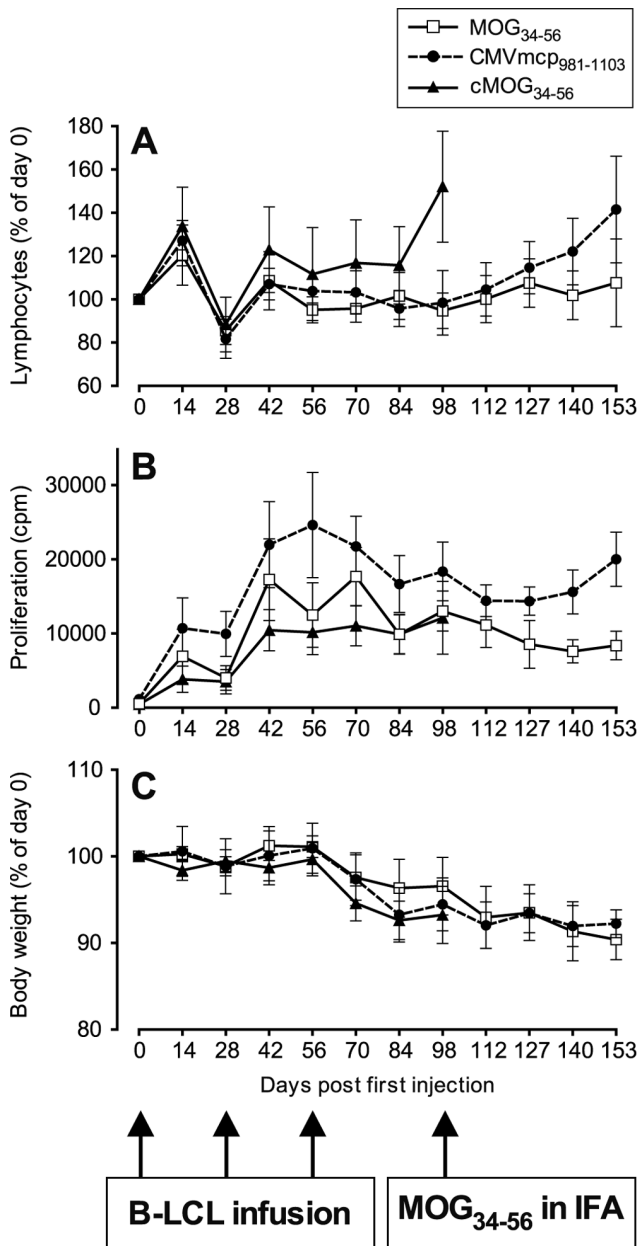 MOG34-56
CMVmcp981-1103
cMOG34-56
A
Lymphocytes (% of day 0)
180
160
140
120
100
80
60
0 14 28 42 56 70 84 98 112 127 140 153
B
Proliferation (cpm)
30000
20000
10000
0
0 14 28 42 56 70 84 98 112 127 140 153
C
Body weight (% of day 0)
110
100
90
80
0 14 28 42 56 70 84 98 112 127 140 153
Days post first injection
B-LCL infusion
MOG34-56 in IFA